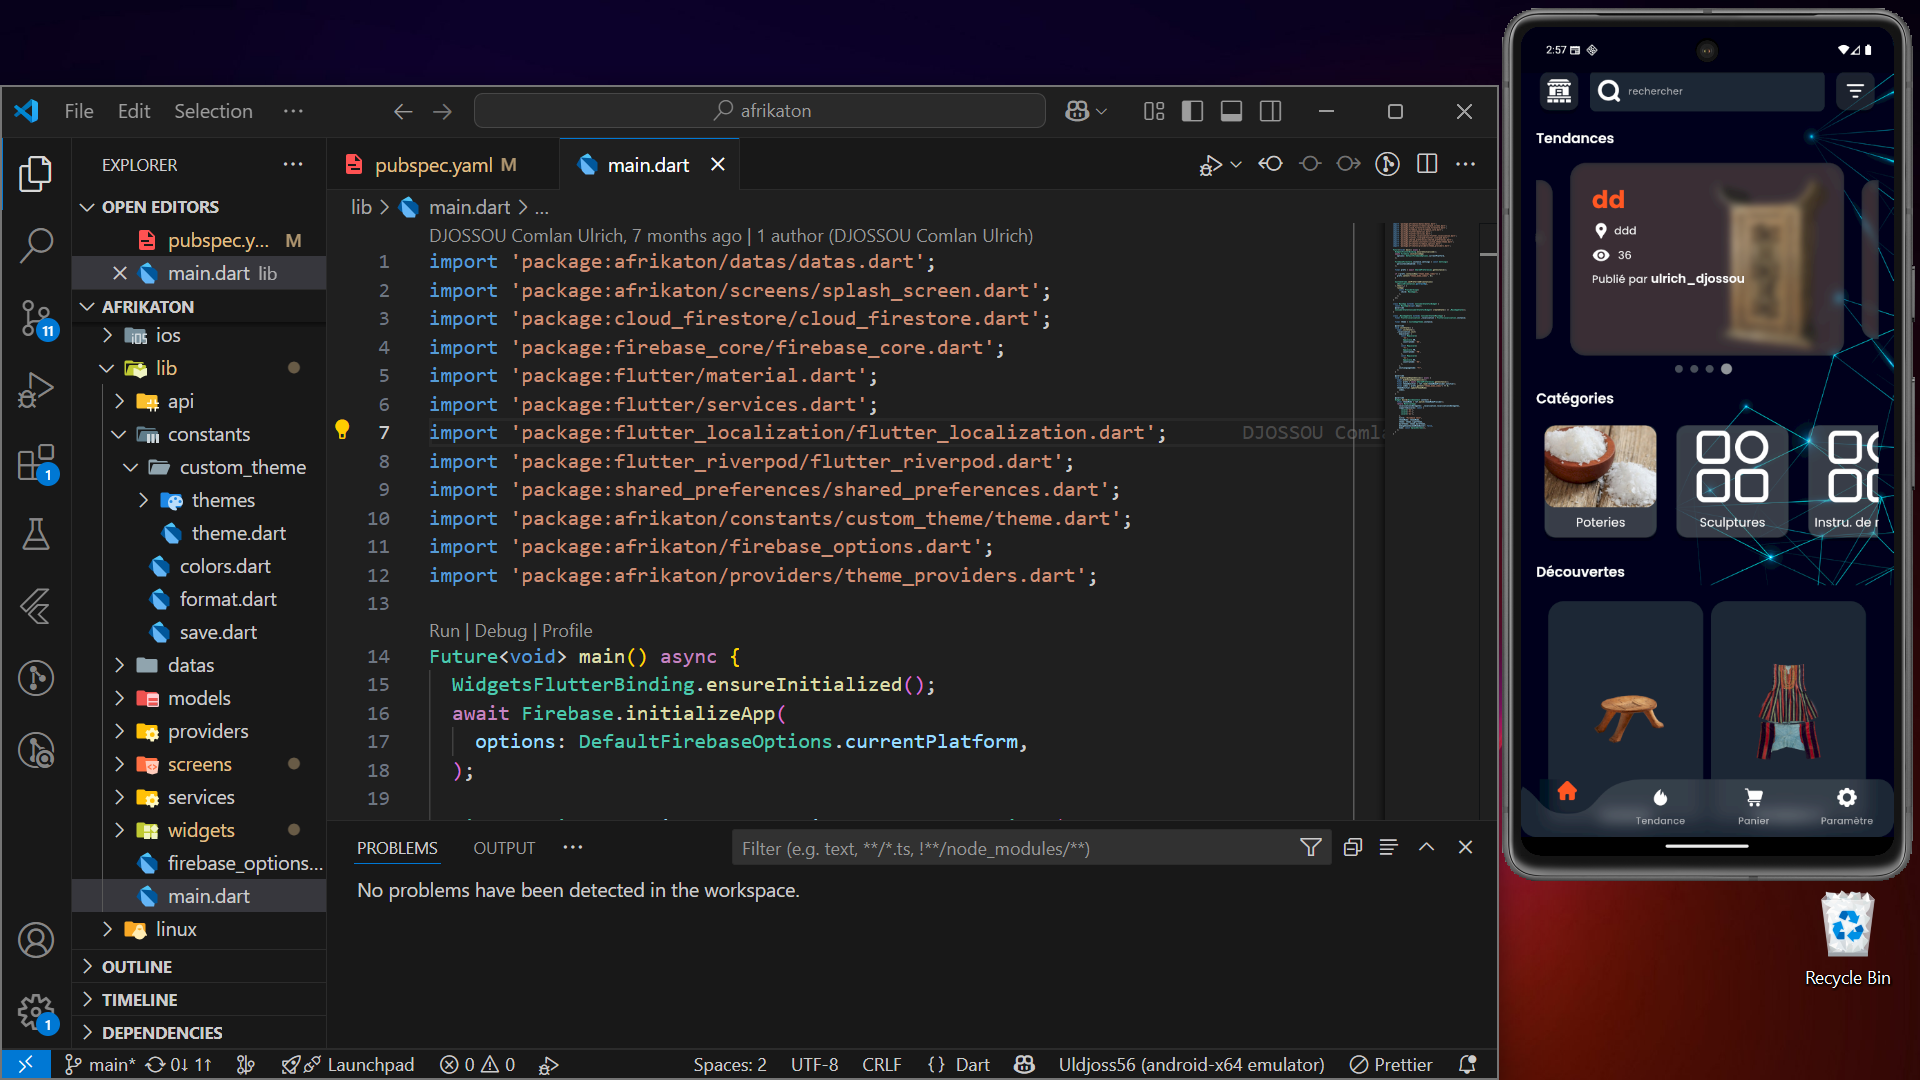 File Edit Selection ···
afrikaton
EXPLORER
OPEN EDITORS
pubspec.y... M
main.dart lib
AFRIKATON
ios
lib
api
constants
custom_theme
themes
theme.dart
colors.dart
format.dart
save.dart
datas
models
providers
screens
services
widgets
firebase_options...
main.dart
linux
OUTLINE
TIMELINE
DEPENDENCIES
11
1
1
pubspec.yaml M
main.dart
lib > main.dart > ...
DJOSSOU Comlan Ulrich, 7 months ago | 1 author (DJOSSOU Comlan Ulrich)
1 import 'package:afrikaton/datas/datas.dart';
2 import 'package:afrikaton/screens/splash_screen.dart';
3 import 'package:cloud_firestore/cloud_firestore.dart';
4 import 'package:firebase_core/firebase_core.dart';
5 import 'package:flutter/material.dart';
6 import 'package:flutter/services.dart';
7 import 'package:flutter_localization/flutter_localization.dart'; DJOSSOU Comla
8 import 'package:flutter_riverpod/flutter_riverpod.dart';
9 import 'package:shared_preferences/shared_preferences.dart';
10 import 'package:afrikaton/constants/custom_theme/theme.dart';
11 import 'package:afrikaton/firebase_options.dart';
12 import 'package:afrikaton/providers/theme_providers.dart';
13
Run | Debug | Profile
14 Future<void> main() async {
15 WidgetsFlutterBinding.ensureInitialized();
16 await Firebase.initializeApp(
17 options: DefaultFirebaseOptions.currentPlatform,
18 );
19
PROBLEMS OUTPUT ···
Filter (e.g. text, **/*.ts, !**/node_modules/**)
No problems have been detected in the workspace.
main* 0↓ 1↑ Launchpad 0 0
Spaces: 2 UTF-8 CRLF {} Dart Uldjoss56 (android-x64 emulator) Prettier
2:57
rechercher
Tendances
dd
ddd
36
Publié par ulrich_djossou
Catégories
Poteries
Sculptures
Instru. de
Découvertes
Tendance
Panier
Paramètre
Recycle Bin